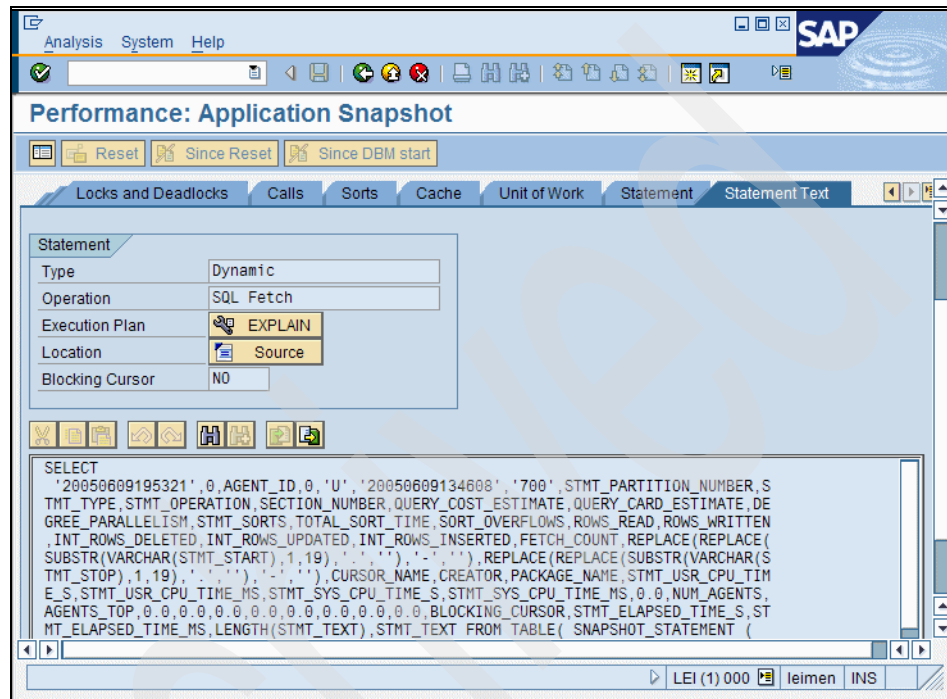 Analysis System Help
SAP
Performance: Application Snapshot
Reset Since Reset Since DBM start
Locks and Deadlocks Calls Sorts Cache Unit of Work Statement Statement Text
Statement
Type Dynamic
Operation SQL Fetch
Execution Plan EXPLAIN
Location Source
Blocking Cursor NO
SELECT
'20050609195321',0,AGENT_ID,0,'U','20050609134608','700',STMT_PARTITION_NUMBER,S
TMT_TYPE,STMT_OPERATION,SECTION_NUMBER,QUERY_COST_ESTIMATE,QUERY_CARD_ESTIMATE,DE
GREE_PARALLELISM,STMT_SORTS,TOTAL_SORT_TIME,SORT_OVERFLOWS,ROWS_READ,ROWS_WRITTEN
,INT_ROWS_DELETED,INT_ROWS_UPDATED,INT_ROWS_INSERTED,FETCH_COUNT,REPLACE(REPLACE(
SUBSTR(VARCHAR(STMT_START),1,19),'.',''),'-',''),REPLACE(REPLACE(SUBSTR(VARCHAR(S
TMT_STOP),1,19),'.',''),'-',''),CURSOR_NAME,CREATOR,PACKAGE_NAME,STMT_USR_CPU_TIM
E_S,STMT_USR_CPU_TIME_MS,STMT_SYS_CPU_TIME_S,STMT_SYS_CPU_TIME_MS,0.0,NUM_AGENTS,
AGENTS_TOP,0.0,0.0,0.0,0.0,0.0,0.0,0.0,0.0,BLOCKING_CURSOR,STMT_ELAPSED_TIME_S,ST
MT_ELAPSED_TIME_MS,LENGTH(STMT_TEXT),STMT_TEXT FROM TABLE( SNAPSHOT_STATEMENT (
LEI (1) 000 leimen INS